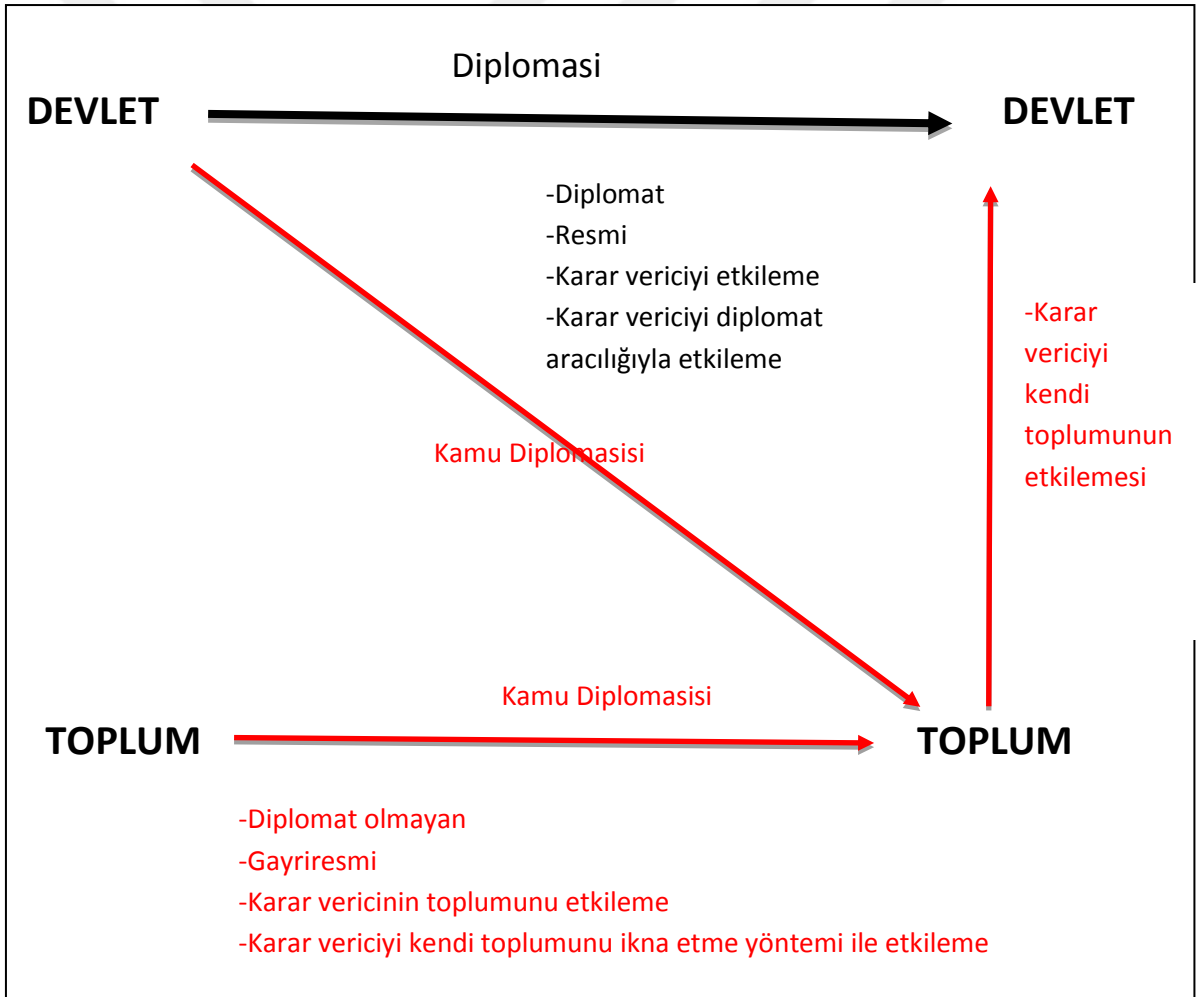 Diplomasi
DEVLET
DEVLET
-Diplomat
-Resmi
-Karar vericiyi etkileme
-Karar vericiyi diplomat
aracılığıyla etkileme
-Karar
vericiyi
kendi
toplumunun
etkilemesi
Kamu Diplomasisi
Kamu Diplomasisi
TOPLUM
TOPLUM
-Diplomat olmayan
-Gayriresmi
-Karar vericinin toplumunu etkileme
-Karar vericiyi kendi toplumunu ikna etme yöntemi ile etkileme